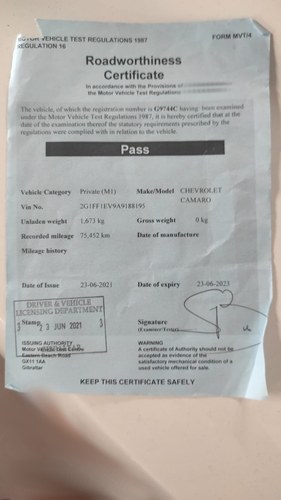 MOTOR VEHICLE TEST REGULATIONS 1987 FORM MVT/4
REGULATION 16
Roadworthiness
Certificate
In accordance with the Provisions of
the Motor Vehicle Test Regulations
The vehicle, of which the registration number is G9744C having been examined
under the Motor Vehicle Test Regulations 1987, it is hereby certified that at the
date of the examination thereof the statutory requirements prescribed by the
regulations were complied with in relation to the vehicle.
Pass
Vehicle Category Private (M1) Make/Model CHEVROLET
CAMARO
Vin No. 2G1FF1EV9A9188195
Unladen weight 1,673 kg Gross weight 0 kg
Recorded mileage 75,452 km Date of manufacture
Mileage history
Date of Issue 23-06-2021 Date of expiry 23-06-2023
DRIVER & VEHICLE
LICENSING DEPARTMENT
Stamp 23 JUN 2021 3
Signature
(Examiner/Tester)
ISSUING AUTHORITY
Motor Vehicle Test Centre
Eastern Beach Road
GX11 1AA
Gibraltar
WARNING
A certificate of Authority should not be
accepted as evidence of the
satisfactory mechanical condition of a
used vehicle offered for sale.
KEEP THIS CERTIFICATE SAFELY